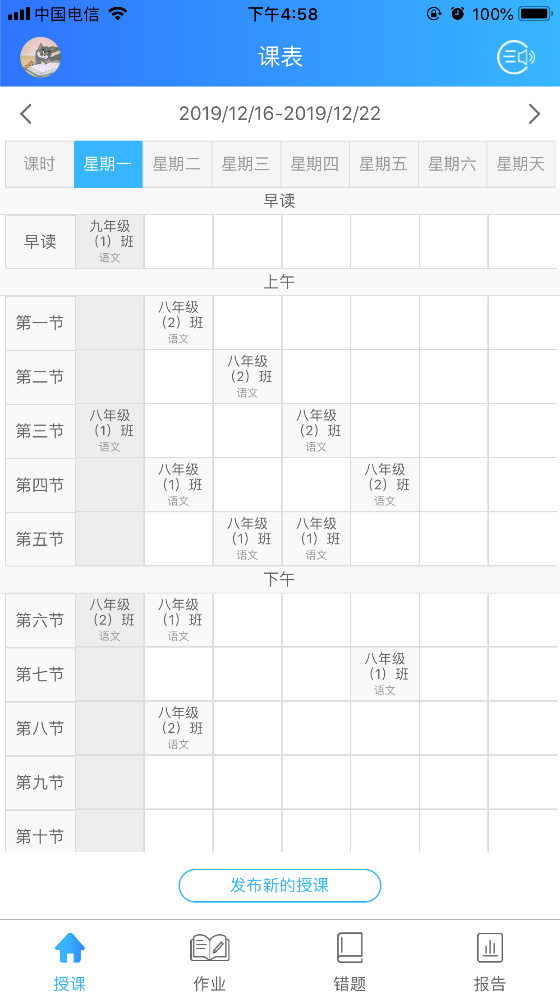 中国电信 下午4:58 100%
课表
2019/12/16-2019/12/22
课时 星期一 星期二 星期三 星期四 星期五 星期六 星期天
早读
早读 九年级（1）班 语文
上午
第一节 八年级（2）班 语文
第二节 八年级（2）班 语文
第三节 八年级（1）班 语文 八年级（2）班 语文
第四节 八年级（1）班 语文 八年级（2）班 语文
第五节 八年级（1）班 语文 八年级（1）班 语文
下午
第六节 八年级（2）班 语文 八年级（1）班 语文
第七节 八年级（1）班 语文
第八节 八年级（2）班 语文
第九节
第十节
发布新的授课
授课 作业 错题 报告